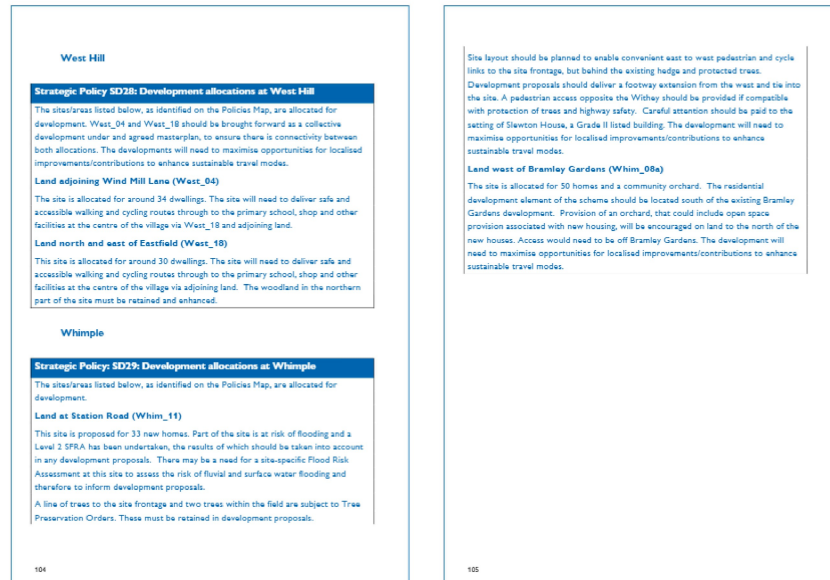 West Hill
Strategic Policy SD28: Development allocations at West Hill
The sites/areas listed below, as identified on the Policies Map, are allocated for
development. West_04 and West_18 should be brought forward as a collective
development under and agreed masterplan, to ensure there is connectivity between
both allocations. The developments will need to maximise opportunities for localised
improvements/contributions to enhance sustainable travel modes.
Land adjoining Wind Mill Lane (West_04)
The site is allocated for around 34 dwellings. The site will need to deliver safe and
accessible walking and cycling routes through to the primary school, shop and other
facilities at the centre of the village via West_18 and adjoining land.
Land north and east of Eastfield (West_18)
This site is allocated for around 30 dwellings. The site will need to deliver safe and
accessible walking and cycling routes through to the primary school, shop and other
facilities at the centre of the village via adjoining land. The woodland in the northern
part of the site must be retained and enhanced.
Whimple
Strategic Policy: SD29: Development allocations at Whimple
The sites/areas listed below, as identified on the Policies Map, are allocated for
development.
Land at Station Road (Whim_11)
This site is proposed for 33 new homes. Part of the site is at risk of flooding and a
Level 2 SFRA has been undertaken, the results of which should be taken into account
in any development proposals. There may be a need for a site-specific Flood Risk
Assessment at this site to assess the risk of fluvial and surface water flooding and
therefore to inform development proposals.
A line of trees to the site frontage and two trees within the field are subject to Tree
Preservation Orders. These must be retained in development proposals.
104
Site layout should be planned to enable convenient east to west pedestrian and cycle
links to the site frontage, but behind the existing hedge and protected trees.
Development proposals should deliver a footway extension from the west and tie into
the site. A pedestrian access opposite the Withey should be provided if compatible
with protection of trees and highway safety. Careful attention should be paid to the
setting of Slewton House, a Grade II listed building. The development will need to
maximise opportunities for localised improvements/contributions to enhance
sustainable travel modes.
Land west of Bramley Gardens (Whim_08a)
The site is allocated for 50 homes and a community orchard. The residential
development element of the scheme should be located south of the existing Bramley
Gardens development. Provision of an orchard, that could include open space
provision associated with new housing, will be encouraged on land to the north of the
new houses. Access would need to be off Bramley Gardens. The development will
need to maximise opportunities for localised improvements/contributions to enhance
sustainable travel modes.
105